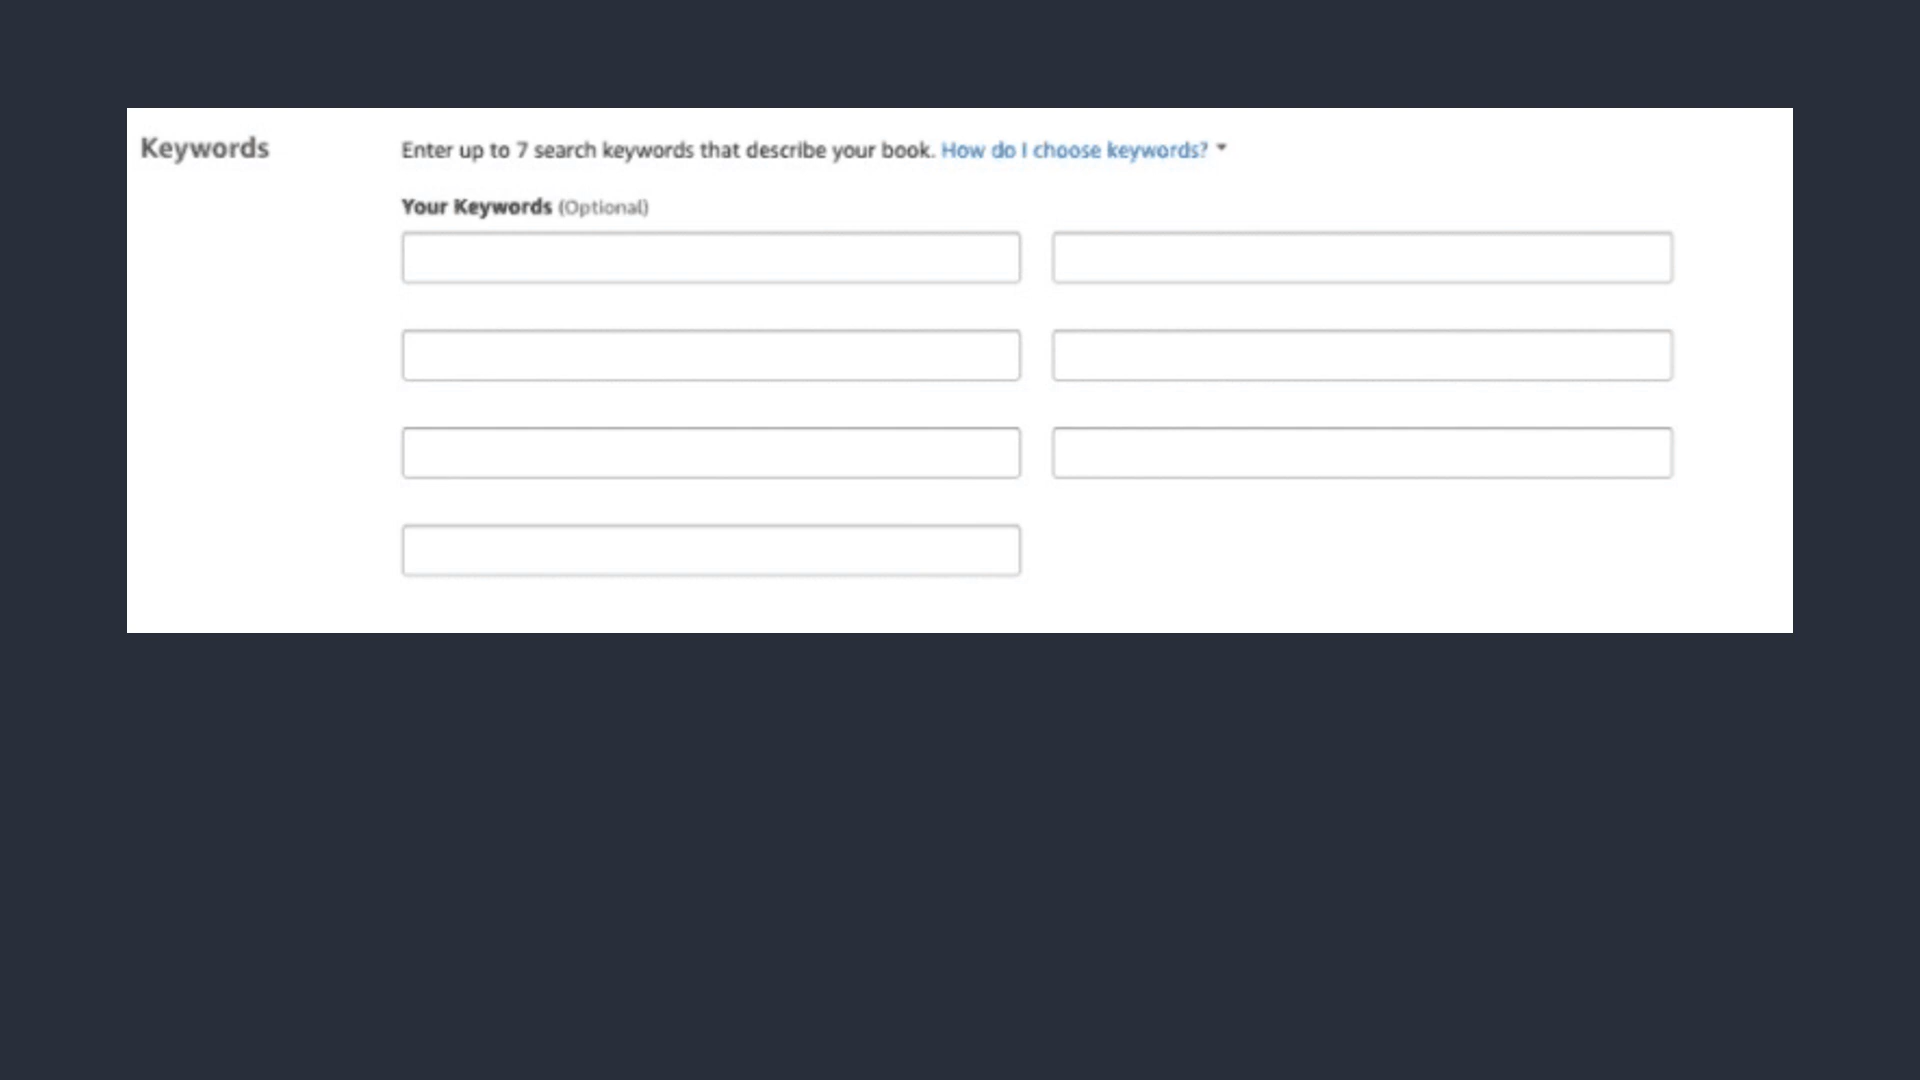 Keywords
Enter up to 7 search keywords that describe your book. How do I choose keywords?
Your Keywords (Optional)